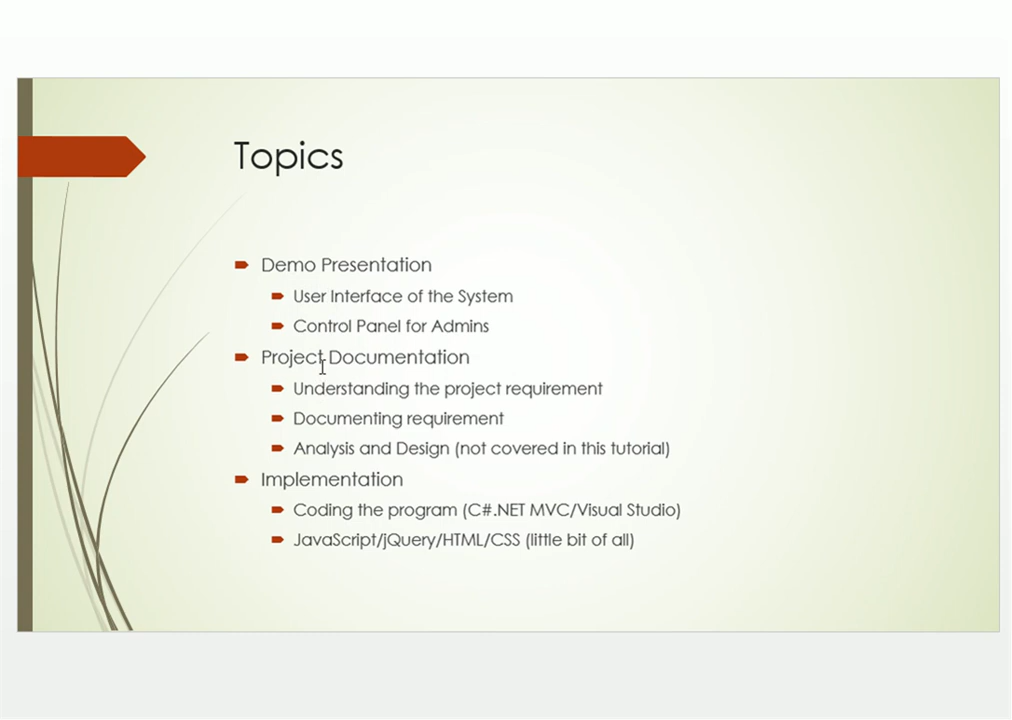 Topics
Demo Presentation
User Interface of the System
Control Panel for Admins
Project Documentation
Understanding the project requirement
Documenting requirement
Analysis and Design (not covered in this tutorial)
Implementation
Coding the program (C#.NET MVC/Visual Studio)
JavaScript/jQuery/HTML/CSS (little bit of all)